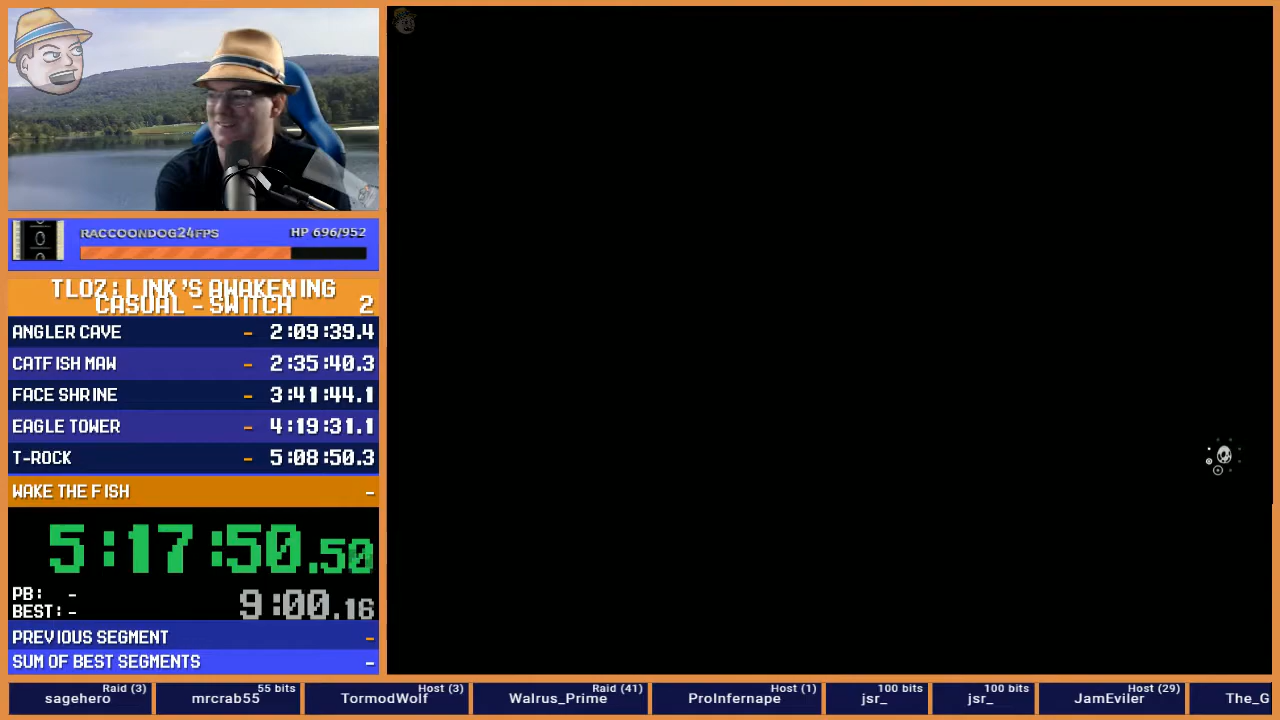 RACCOONDOG24FPS HP 696/952
TLOZ: LINK'S AWAKENING
CASUAL - SWITCH 2
ANGLER CAVE - 2:09:39.4
CATFISH MAW - 2:35:40.3
FACE SHRINE - 3:41:44.1
EAGLE TOWER - 4:19:31.1
T-ROCK - 5:08:50.3
WAKE THE FISH -
5:17:50.50
PB: -
BEST: - 9:00.16
PREVIOUS SEGMENT -
SUM OF BEST SEGMENTS -
Raid (3) 55 bits Host (3) Raid (41) Host (1) 100 bits 100 bits Host (29)
sagehero mrcrab55 TormodWolf Walrus_Prime ProInfernape jsr_ jsr_ JamEviler The_G